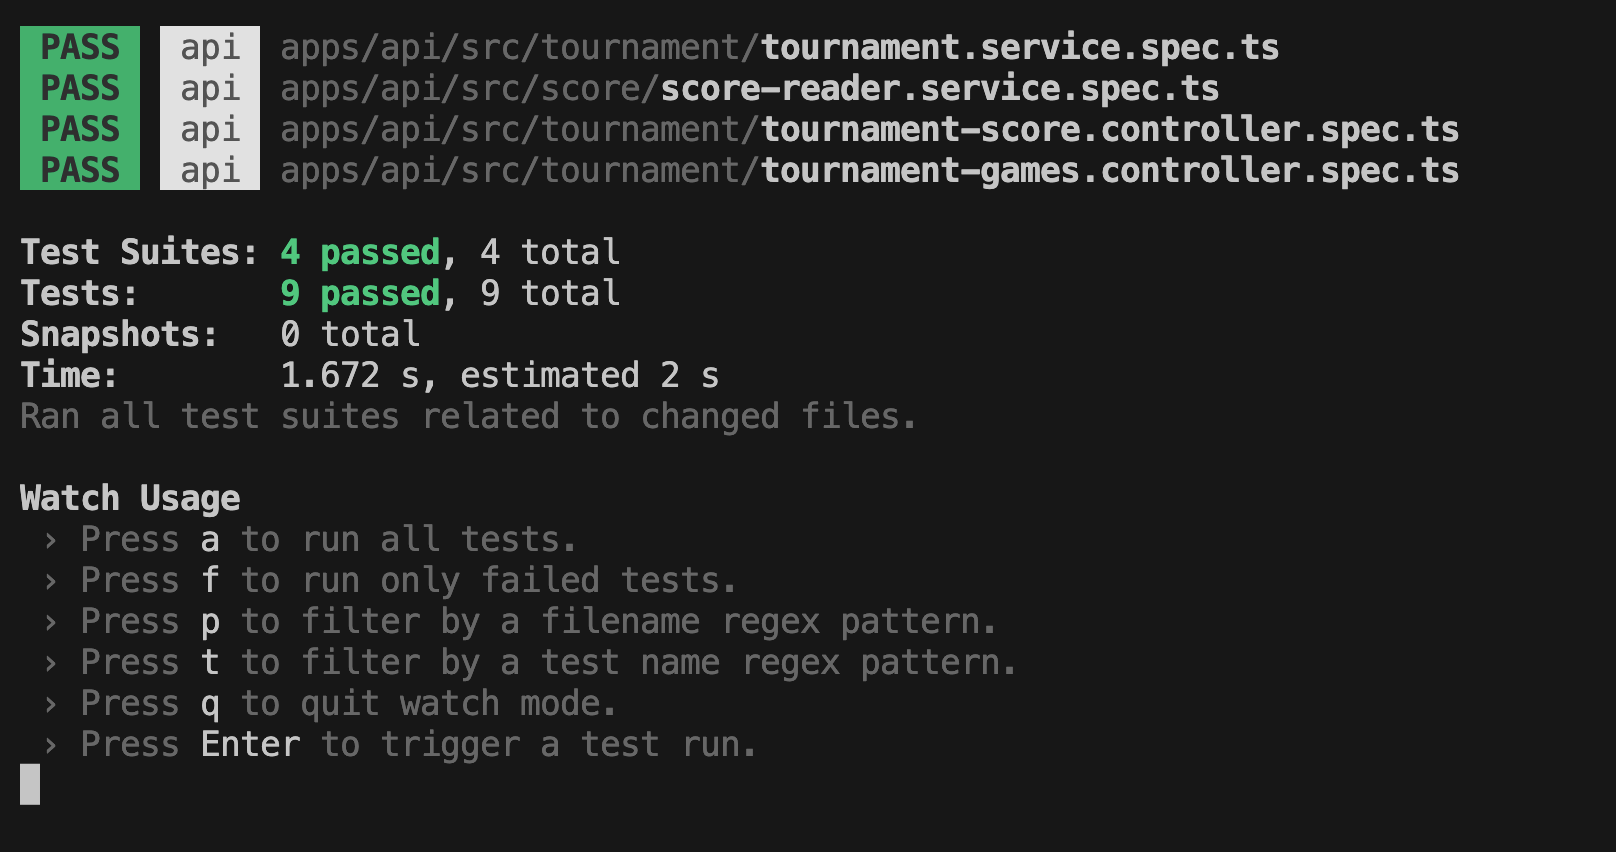 PASS api apps/api/src/tournament/tournament.service.spec.ts
PASS api apps/api/src/score/score-reader.service.spec.ts
PASS api apps/api/src/tournament/tournament-score.controller.spec.ts
PASS api apps/api/src/tournament/tournament-games.controller.spec.ts
Test Suites: 4 passed, 4 total
Tests: 9 passed, 9 total
Snapshots: 0 total
Time: 1.672 s, estimated 2 s
Ran all test suites related to changed files.
Watch Usage
› Press a to run all tests.
› Press f to run only failed tests.
› Press p to filter by a filename regex pattern.
› Press t to filter by a test name regex pattern.
› Press q to quit watch mode.
› Press Enter to trigger a test run.